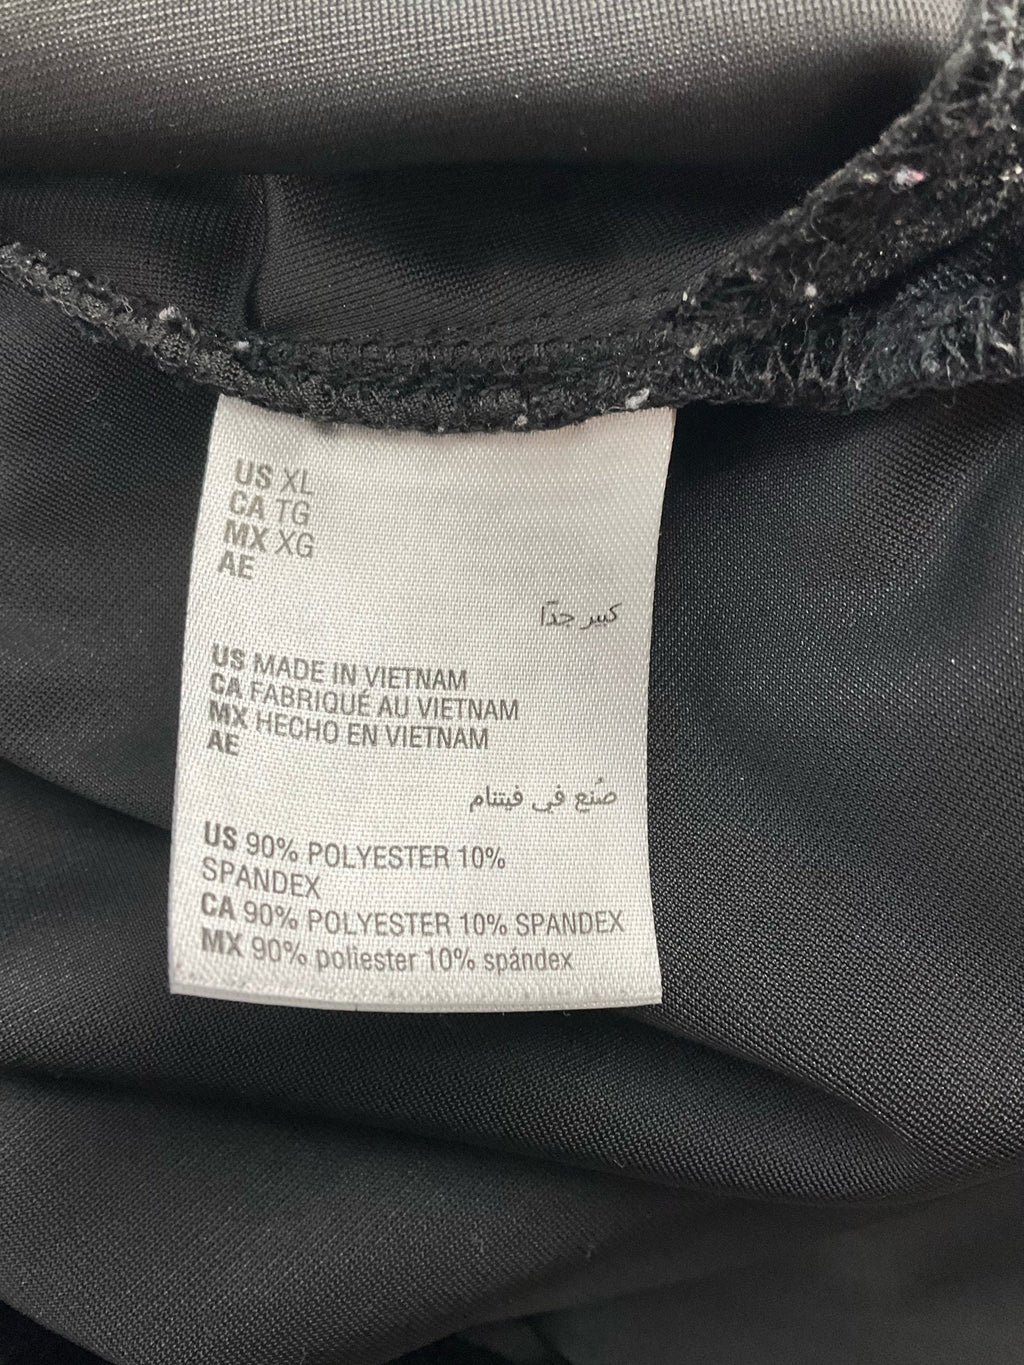 US XL
CA TG
MX XG
AE
كبير جدّا
US MADE IN VIETNAM
CA FABRIQUÉ AU VIETNAM
MX HECHO EN VIETNAM
AE
صُنع في فيتنام
US 90% POLYESTER 10%
SPANDEX
CA 90% POLYESTER 10% SPANDEX
MX 90% poliester 10% spándex